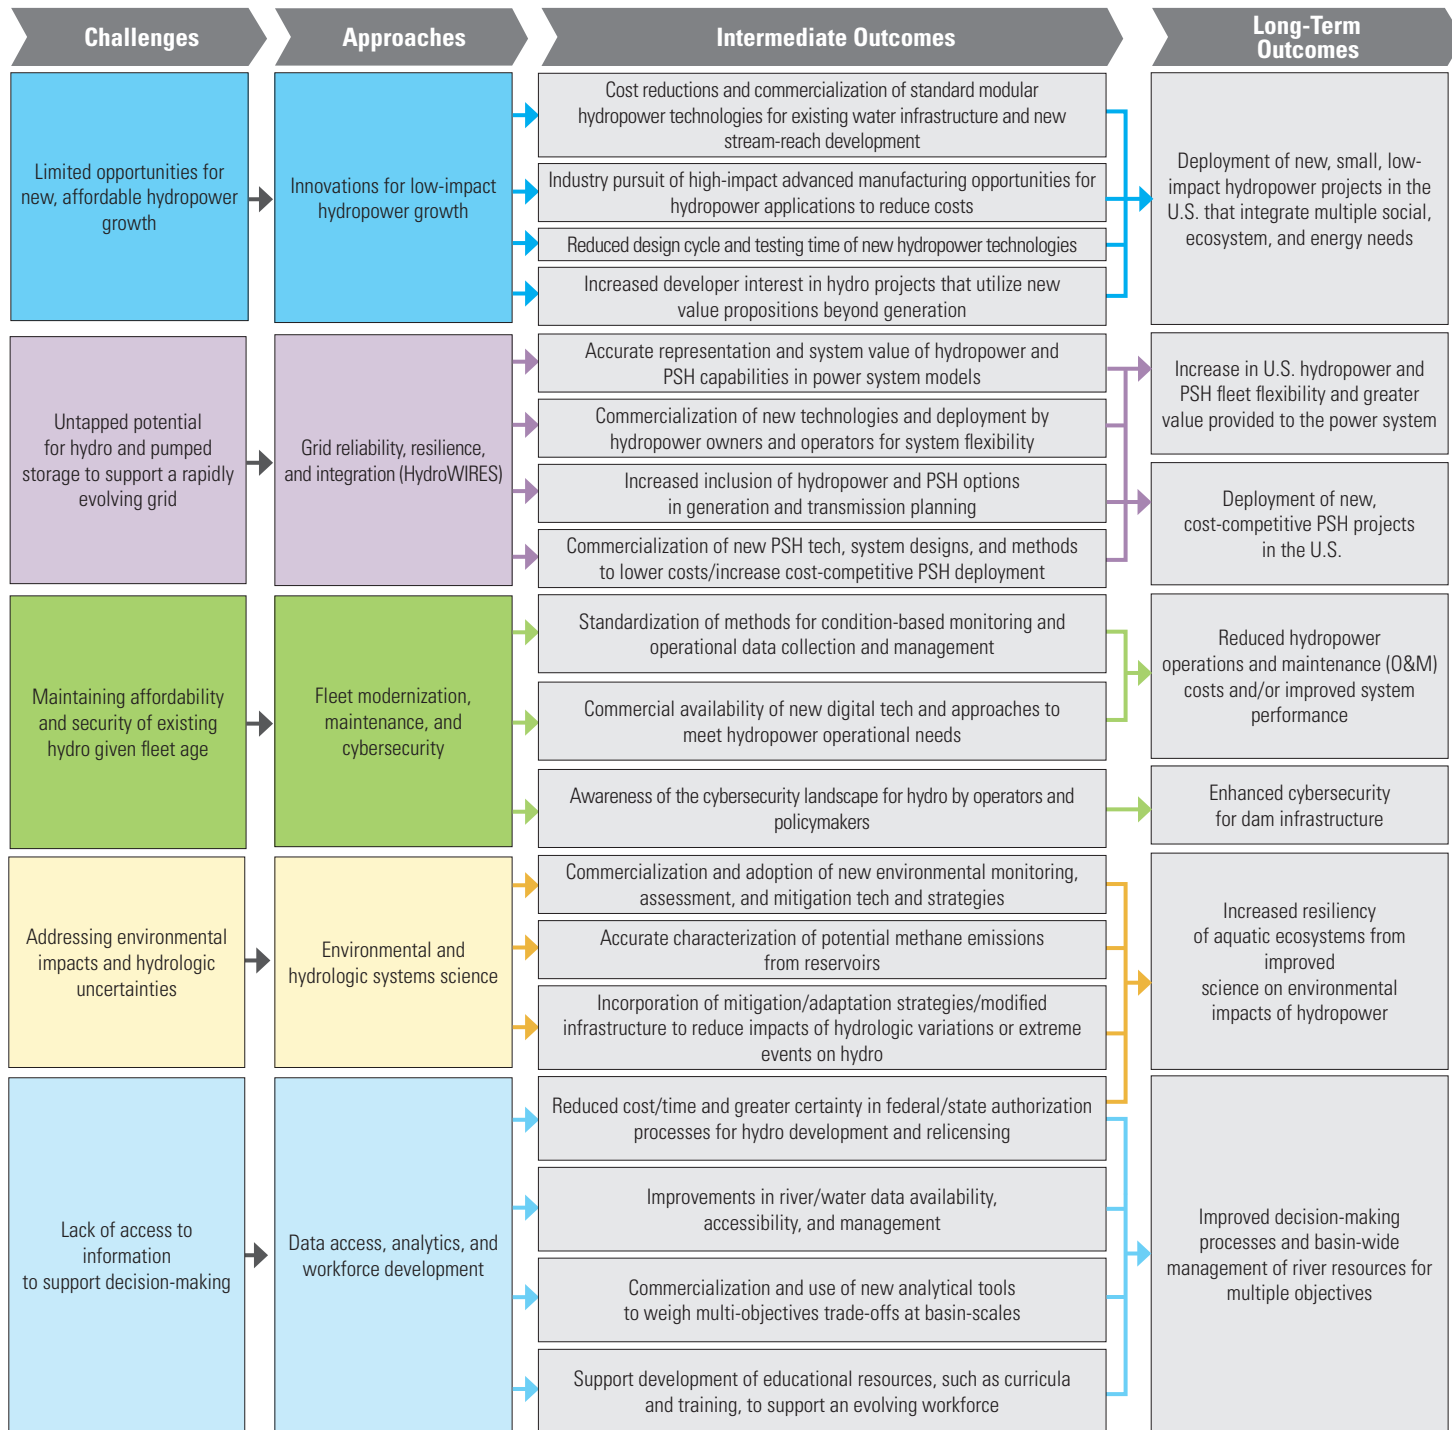 Challenges
Approaches
Intermediate Outcomes
Long-Term
Outcomes
Limited opportunities for
new, affordable hydropower
growth
Innovations for low-impact
hydropower growth
Cost reductions and commercialization of standard modular
hydropower technologies for existing water infrastructure and new
stream-reach development
Industry pursuit of high-impact advanced manufacturing opportunities for
hydropower applications to reduce costs
Reduced design cycle and testing time of new hydropower technologies
Increased developer interest in hydro projects that utilize new
value propositions beyond generation
Deployment of new, small, low-
impact hydropower projects in the
U.S. that integrate multiple social,
ecosystem, and energy needs
Untapped potential
for hydro and pumped
storage to support a rapidly
evolving grid
Grid reliability, resilience,
and integration (HydroWIRES)
Accurate representation and system value of hydropower and
PSH capabilities in power system models
Commercialization of new technologies and deployment by
hydropower owners and operators for system flexibility
Increased inclusion of hydropower and PSH options
in generation and transmission planning
Commercialization of new PSH tech, system designs, and methods
to lower costs/increase cost-competitive PSH deployment
Increase in U.S. hydropower and
PSH fleet flexibility and greater
value provided to the power system
Deployment of new,
cost-competitive PSH projects
in the U.S.
Maintaining affordability
and security of existing
hydro given fleet age
Fleet modernization,
maintenance, and
cybersecurity
Standardization of methods for condition-based monitoring and
operational data collection and management
Commercial availability of new digital tech and approaches to
meet hydropower operational needs
Awareness of the cybersecurity landscape for hydro by operators and
policymakers
Reduced hydropower
operations and maintenance (O&M)
costs and/or improved system
performance
Enhanced cybersecurity
for dam infrastructure
Addressing environmental
impacts and hydrologic
uncertainties
Environmental and
hydrologic systems science
Commercialization and adoption of new environmental monitoring,
assessment, and mitigation tech and strategies
Accurate characterization of potential methane emissions
from reservoirs
Incorporation of mitigation/adaptation strategies/modified
infrastructure to reduce impacts of hydrologic variations or extreme
events on hydro
Increased resiliency
of aquatic ecosystems from
improved
science on environmental
impacts of hydropower
Lack of access to
information
to support decision-making
Data access, analytics, and
workforce development
Reduced cost/time and greater certainty in federal/state authorization
processes for hydro development and relicensing
Improvements in river/water data availability,
accessibility, and management
Commercialization and use of new analytical tools
to weigh multi-objectives trade-offs at basin-scales
Support development of educational resources, such as curricula
and training, to support an evolving workforce
Improved decision-making
processes and basin-wide
management of river resources for
multiple objectives